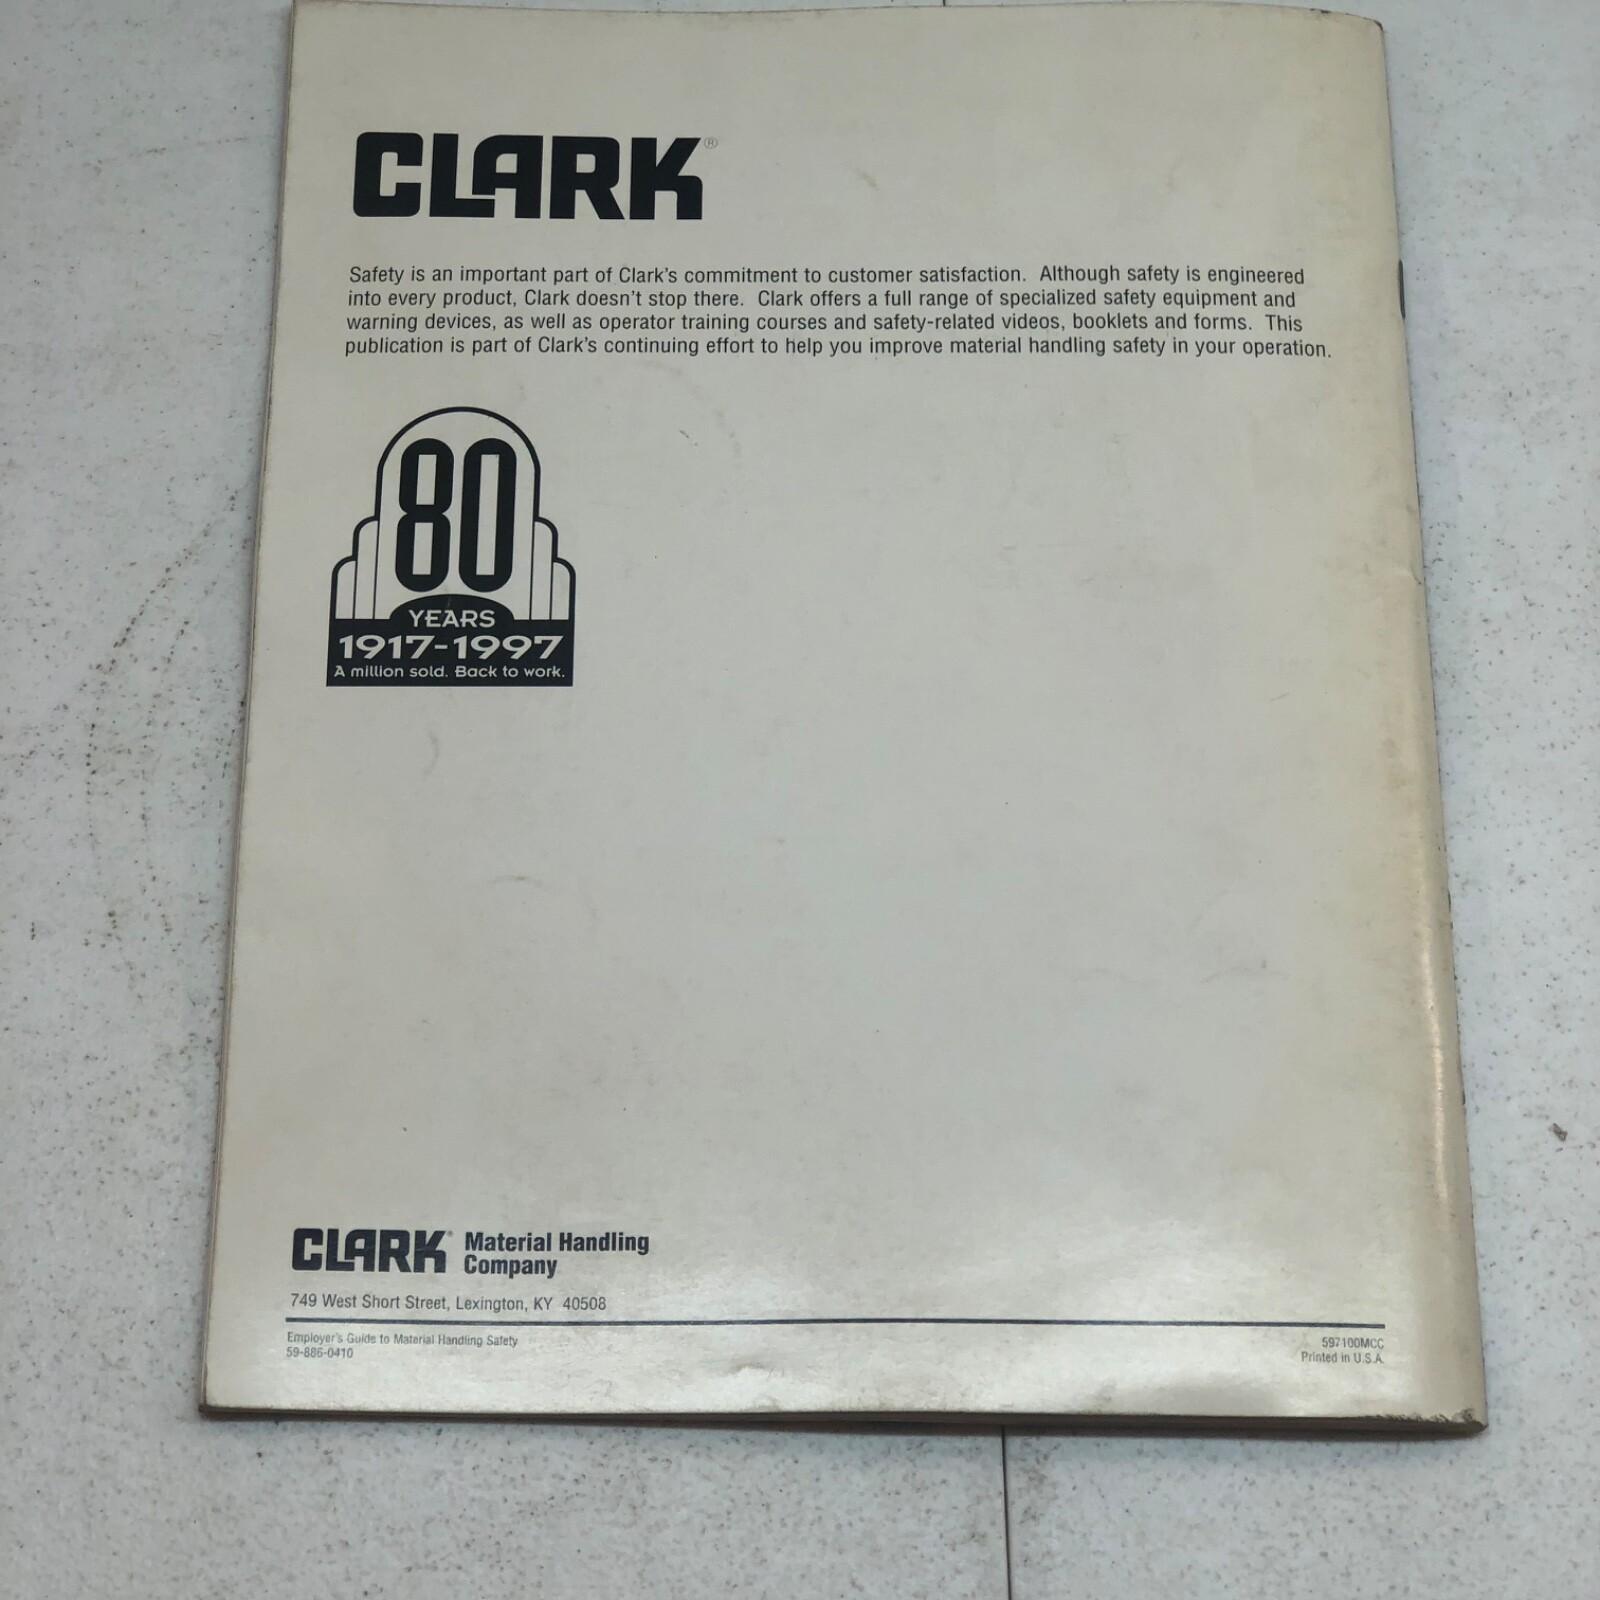 CLARK®
Safety is an important part of Clark's commitment to customer satisfaction. Although safety is engineered
into every product, Clark doesn't stop there. Clark offers a full range of specialized safety equipment and
warning devices, as well as operator training courses and safety-related videos, booklets and forms. This
publication is part of Clark's continuing effort to help you improve material handling safety in your operation.
80
YEARS
1917-1997
A million sold. Back to work.
CLARK® Material Handling
Company
749 West Short Street, Lexington, KY 40508
Employer's Guide to Material Handling Safety
59-886-0410
597100MCC
Printed in U.S.A.